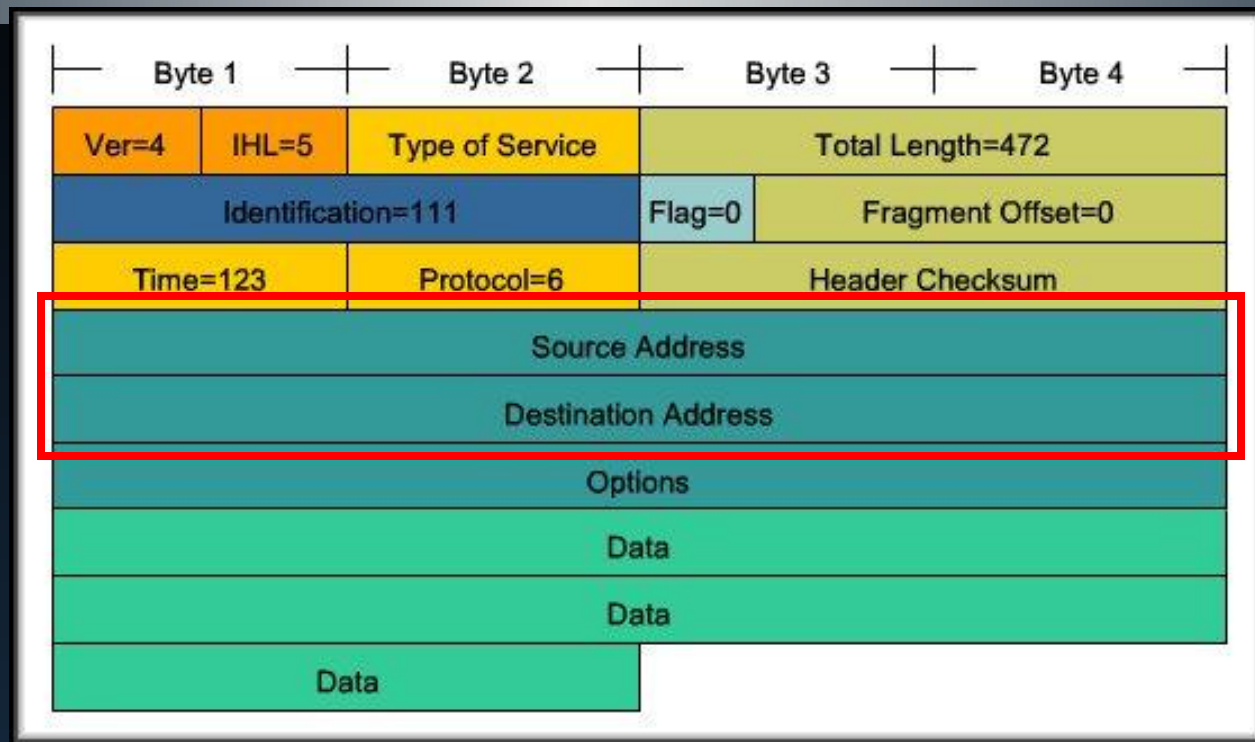 Byte 1 Byte 2 Byte 3 Byte 4
Ver=4 IHL=5 Type of Service Total Length=472
Identification=111 Flag=0 Fragment Offset=0
Time=123 Protocol=6 Header Checksum
Source Address
Destination Address
Options
Data
Data
Data